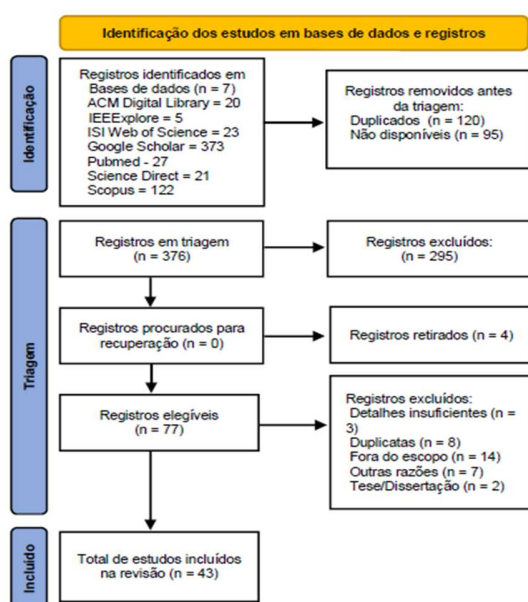 Identificação dos estudos em bases de dados e registros
Identificação
Registros identificados em
Bases de dados (n = 7)
ACM Digital Library = 20
IEEExplore = 5
ISI Web of Science = 23
Google Scholar = 373
Pubmed - 27
Science Direct = 21
Scopus = 122
Registros removidos antes
da triagem:
Duplicados (n = 120)
Não disponíveis (n = 95)
Triagem
Registros em triagem
(n = 376)
Registros excluídos:
(n = 295)
Registros procurados para
recuperação (n = 0)
Registros retirados (n = 4)
Registros elegíveis
(n = 77)
Registros excluídos:
Detalhes insuficientes (n =
3)
Duplicatas (n = 8)
Fora do escopo (n = 14)
Outras razões (n = 7)
Tese/Dissertação (n = 2)
Incluído
Total de estudos incluídos
na revisão (n = 43)